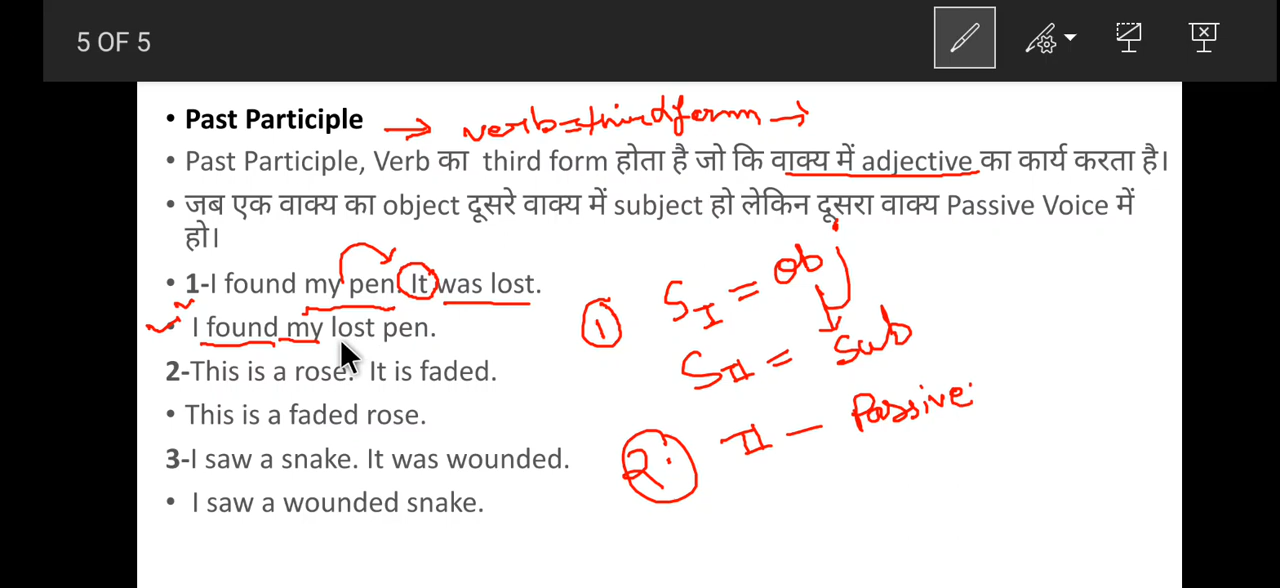 5 OF 5
• Past Participle → verb=third form →
• Past Participle, Verb का third form होता है जो कि वाक्य में adjective का कार्य करता है।
• जब एक वाक्य का object दूसरे वाक्य में subject हो लेकिन दूसरा वाक्य Passive Voice में
हो।
• 1-I found my pen. It was lost.
• I found my lost pen.
2-This is a rose. It is faded.
• This is a faded rose.
3-I saw a snake. It was wounded.
• I saw a wounded snake.
1 S I = obj
S II = sub
2. II - Passive